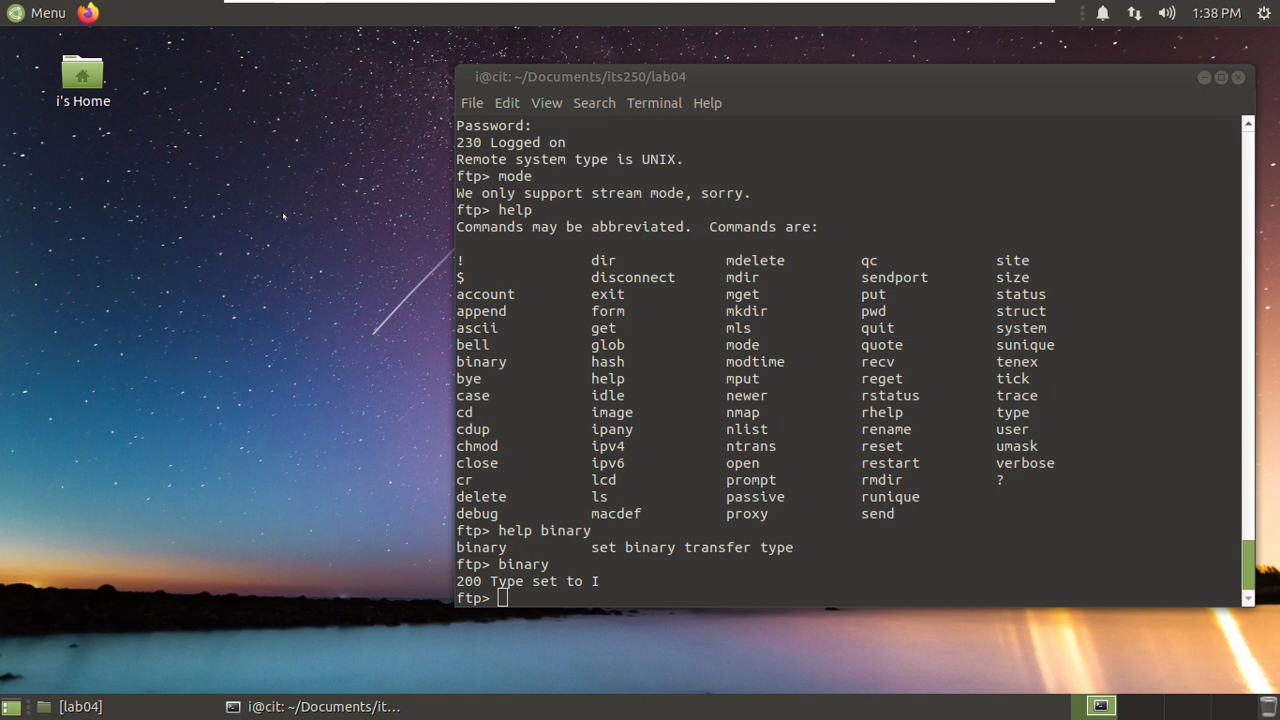 Menu 1:38 PM
i's Home
i@cit: ~/Documents/its250/lab04
File Edit View Search Terminal Help
Password:
230 Logged on
Remote system type is UNIX.
ftp> mode
We only support stream mode, sorry.
ftp> help
Commands may be abbreviated.  Commands are:
! dir mdelete qc site
$ disconnect mdir sendport size
account exit mget put status
append form mkdir pwd struct
ascii get mls quit system
bell glob mode quote sunique
binary hash modtime recv tenex
bye help mput reget tick
case idle newer rstatus trace
cd image nmap rhelp type
cdup ipany nlist rename user
chmod ipv4 ntrans reset umask
close ipv6 open restart verbose
cr lcd prompt rmdir ?
delete ls passive runique
debug macdef proxy send
ftp> help binary
binary set binary transfer type
ftp> binary
200 Type set to I
ftp>
[lab04] i@cit: ~/Documents/it...